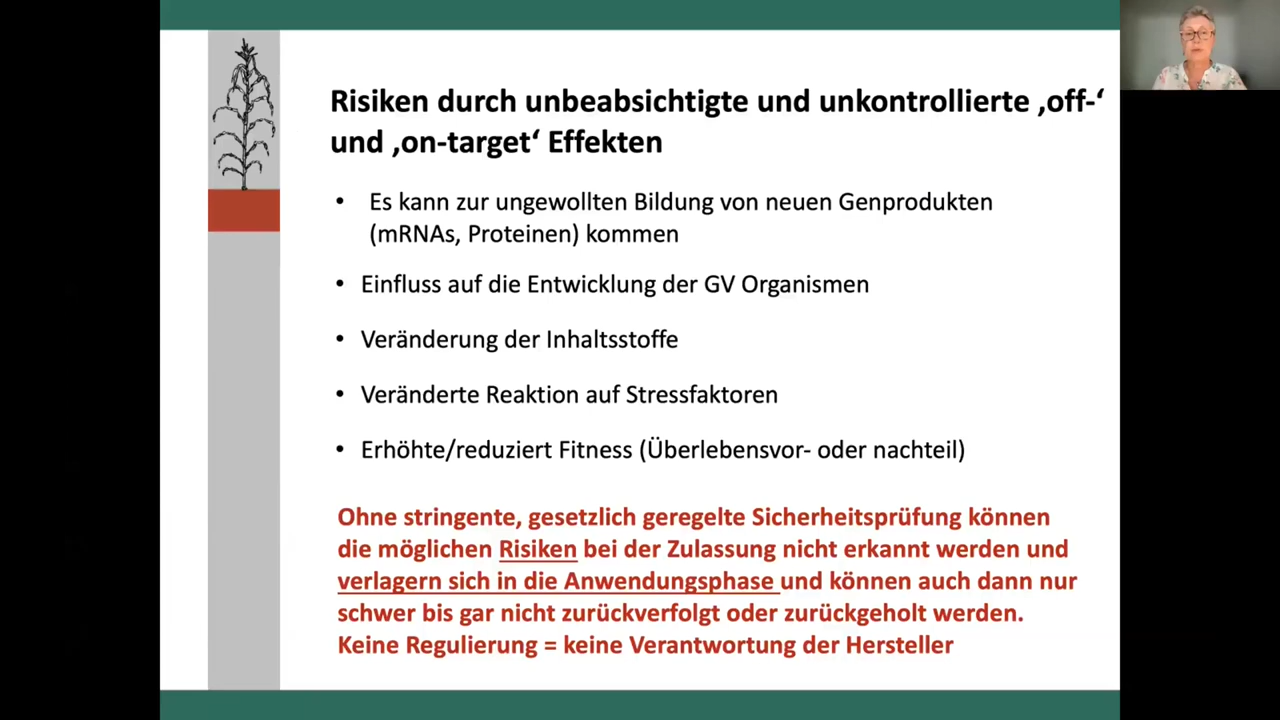 Risiken durch unbeabsichtigte und unkontrollierte ‚off-‘
und ‚on-target‘ Effekten
• Es kann zur ungewollten Bildung von neuen Genprodukten
(mRNAs, Proteinen) kommen
• Einfluss auf die Entwicklung der GV Organismen
• Veränderung der Inhaltsstoffe
• Veränderte Reaktion auf Stressfaktoren
• Erhöhte/reduziert Fitness (Überlebensvor- oder nachteil)
Ohne stringente, gesetzlich geregelte Sicherheitsprüfung können
die möglichen Risiken bei der Zulassung nicht erkannt werden und
verlagern sich in die Anwendungsphase und können auch dann nur
schwer bis gar nicht zurückverfolgt oder zurückgeholt werden.
Keine Regulierung = keine Verantwortung der Hersteller